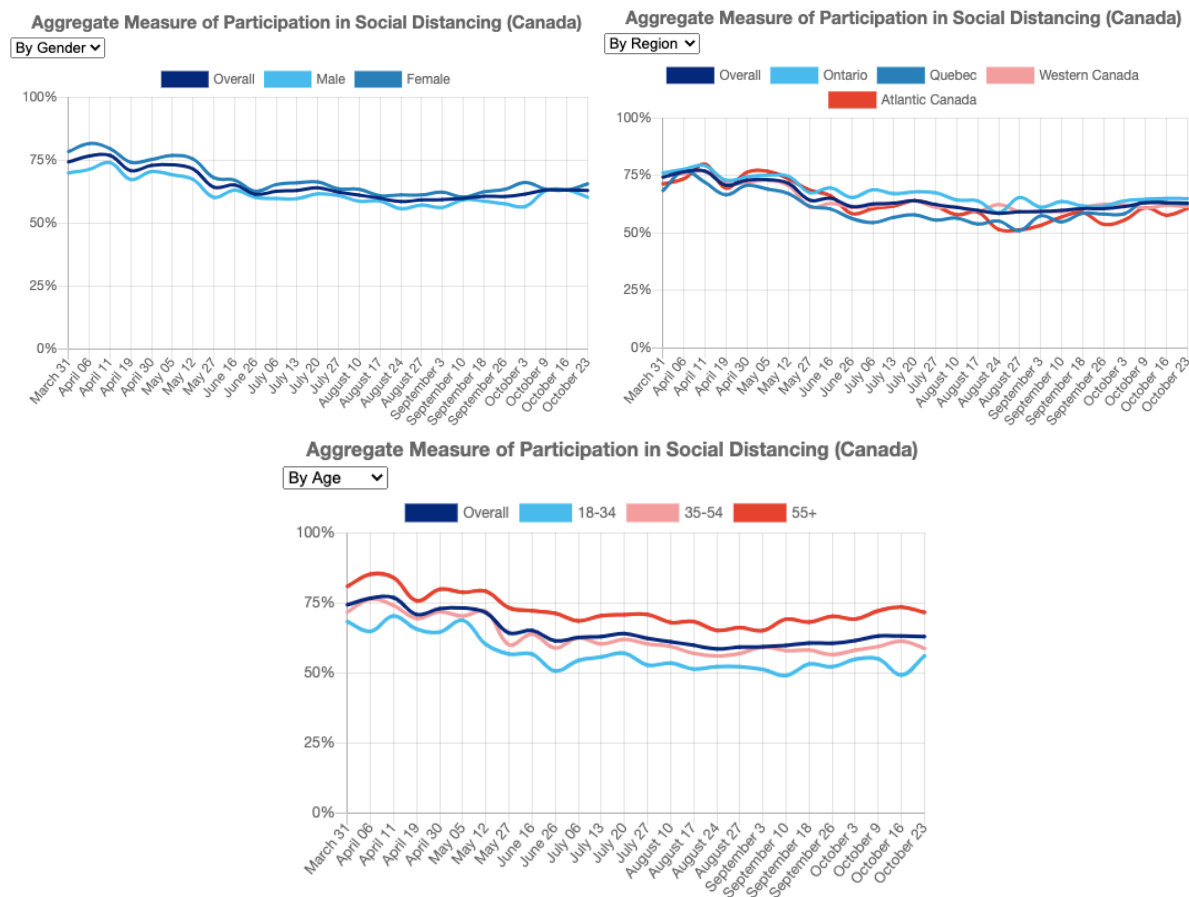 Aggregate Measure of Participation in Social Distancing (Canada)
By Gender
Overall Male Female
100%
75%
50%
25%
0%
March 31 April 06 April 11 April 19 April 30 May 05 May 12 May 27 June 16 June 26 July 06 July 13 July 20 July 27 August 10 August 17 August 24 August 27 September 3 September 10 September 18 September 26 October 3 October 9 October 16 October 23
Aggregate Measure of Participation in Social Distancing (Canada)
By Region
Overall Ontario Quebec Western Canada
Atlantic Canada
100%
75%
50%
25%
0%
March 31 April 06 April 11 April 19 April 30 May 05 May 12 May 27 June 16 June 26 July 06 July 13 July 20 July 27 August 10 August 17 August 24 August 27 September 3 September 10 September 18 September 26 October 3 October 9 October 16 October 23
Aggregate Measure of Participation in Social Distancing (Canada)
By Age
Overall 18-34 35-54 55+
100%
75%
50%
25%
0%
March 31 April 06 April 11 April 19 April 30 May 05 May 12 May 27 June 16 June 26 July 06 July 13 July 20 July 27 August 10 August 17 August 24 August 27 September 3 September 10 September 18 September 26 October 3 October 9 October 16 October 23